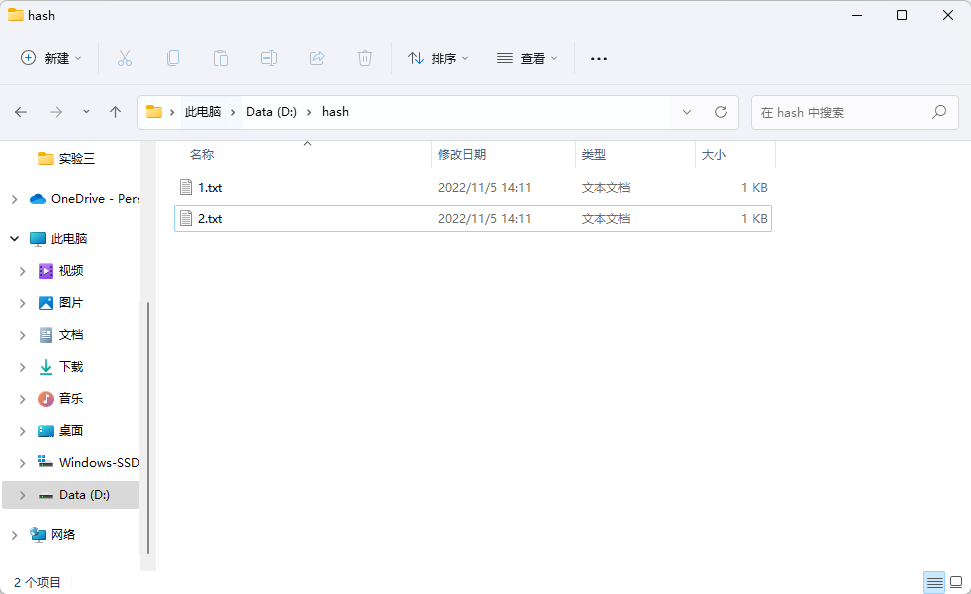 hash
新建
排序
查看
此电脑 Data (D:) hash
在 hash 中搜索
实验三
OneDrive - Pers
此电脑
视频
图片
文档
下载
音乐
桌面
Windows-SSD
Data (D:)
网络
名称 修改日期 类型 大小
1.txt 2022/11/5 14:11 文本文档 1 KB
2.txt 2022/11/5 14:11 文本文档 1 KB
2 个项目